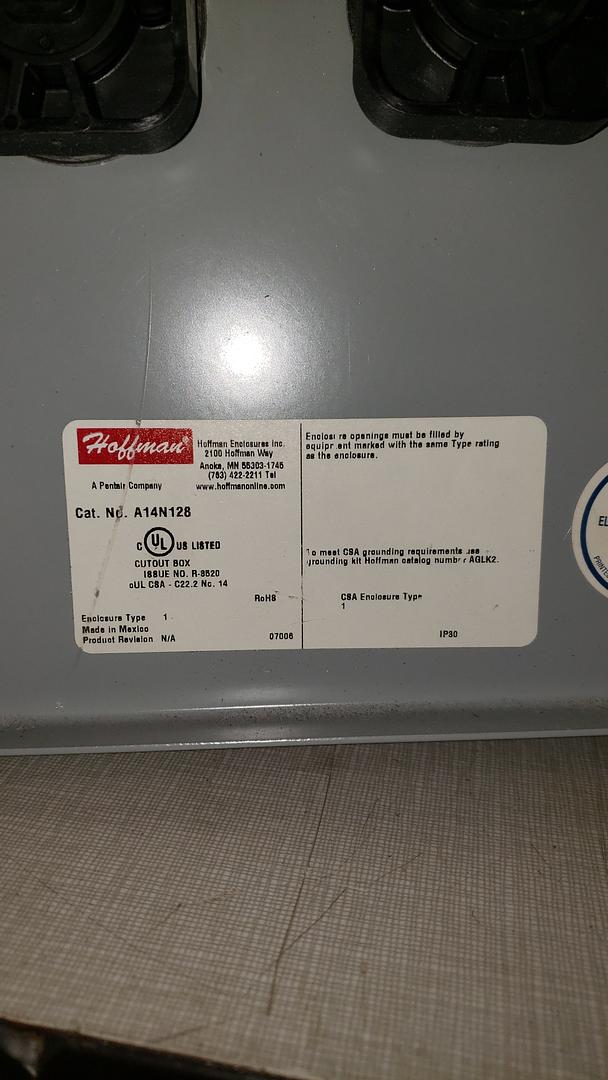 Hoffman®
Hoffman Enclosures Inc.
2100 Hoffman Way
Anoka, MN 55303-1745
(763) 422-2211 Tel
A Pentair Company
www.hoffmanonline.com
Cat. No. A14N128
C UL US LISTED
CUTOUT BOX
ISSUE NO. R-9520
cUL CSA - C22.2 No. 14
RoHS
Enclosure Type 1
Made in Mexico
Product Revision N/A
07006
Enclosure openings must be filled by
equipment marked with the same Type rating
as the enclosure.
To meet CSA grounding requirements use
grounding kit Hoffman catalog number AGLK2.
CSA Enclosure Type
1
IP30
EL